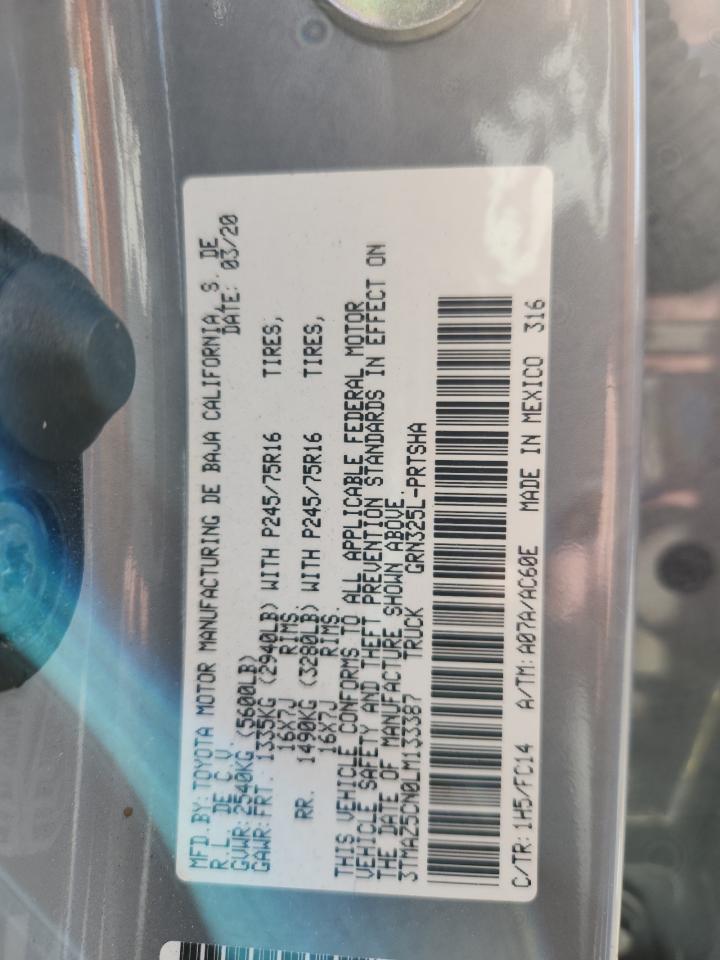 MFD.BY:TOYOTA MOTOR MANUFACTURING DE BAJA CALIFORNIA, S. DE
R.L. DE C.V. DATE: 03/20
GVWR:2540KG (5600LB)
GAWR:FRT. 1335KG (2940LB) WITH P245/75R16 TIRES,
16X7J RIMS.
RR. 1490KG (3280LB) WITH P245/75R16 TIRES,
16X7J RIMS.
THIS VEHICLE CONFORMS TO ALL APPLICABLE FEDERAL MOTOR
VEHICLE SAFETY AND THEFT PREVENTION STANDARDS IN EFFECT ON
THE DATE OF MANUFACTURE SHOWN ABOVE.
3TMAZ5CN0LM133387 TRUCK GRN325L-PRTSHA
C/TR:1H5/FC14 A/TM:A07A/AC60E MADE IN MEXICO 316